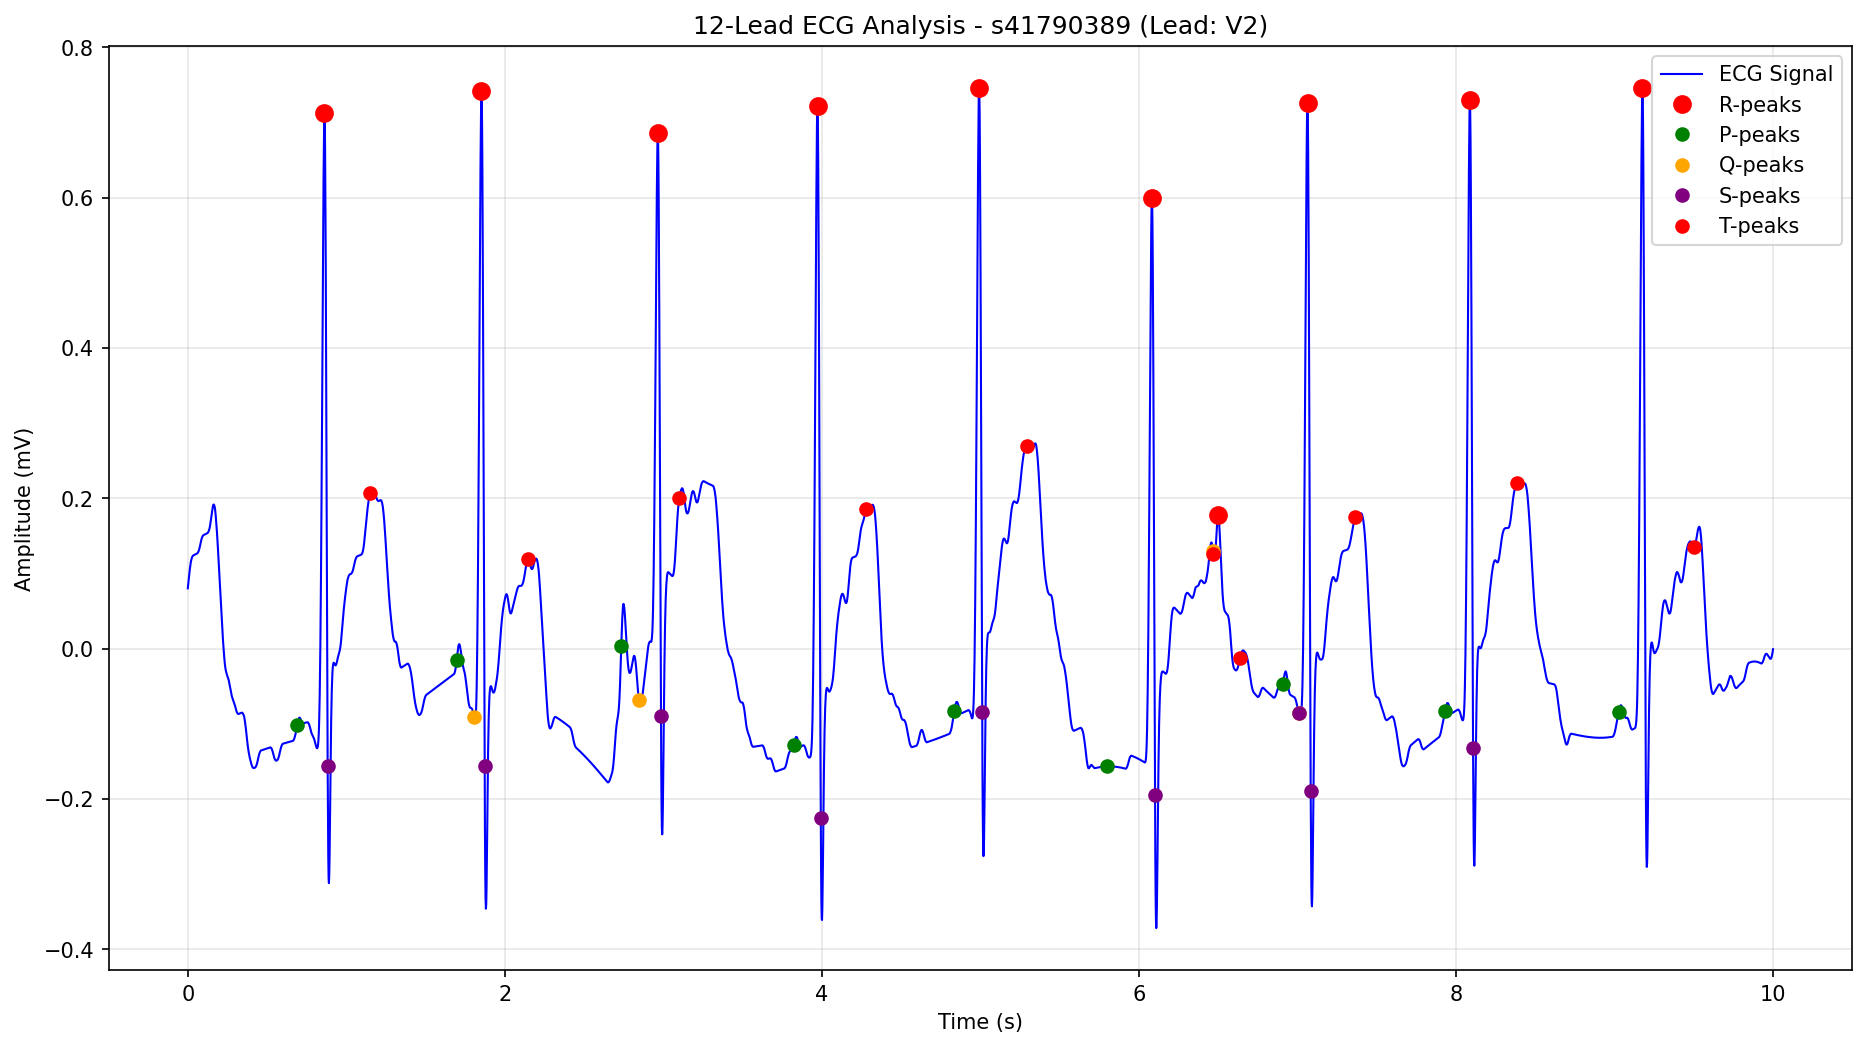 12-Lead ECG Analysis - s41790389 (Lead: V2)
ECG Signal
R-peaks
P-peaks
Q-peaks
S-peaks
T-peaks
Amplitude (mV)
0.8
0.6
0.4
0.2
0.0
−0.2
−0.4
0 2 4 6 8 10
Time (s)